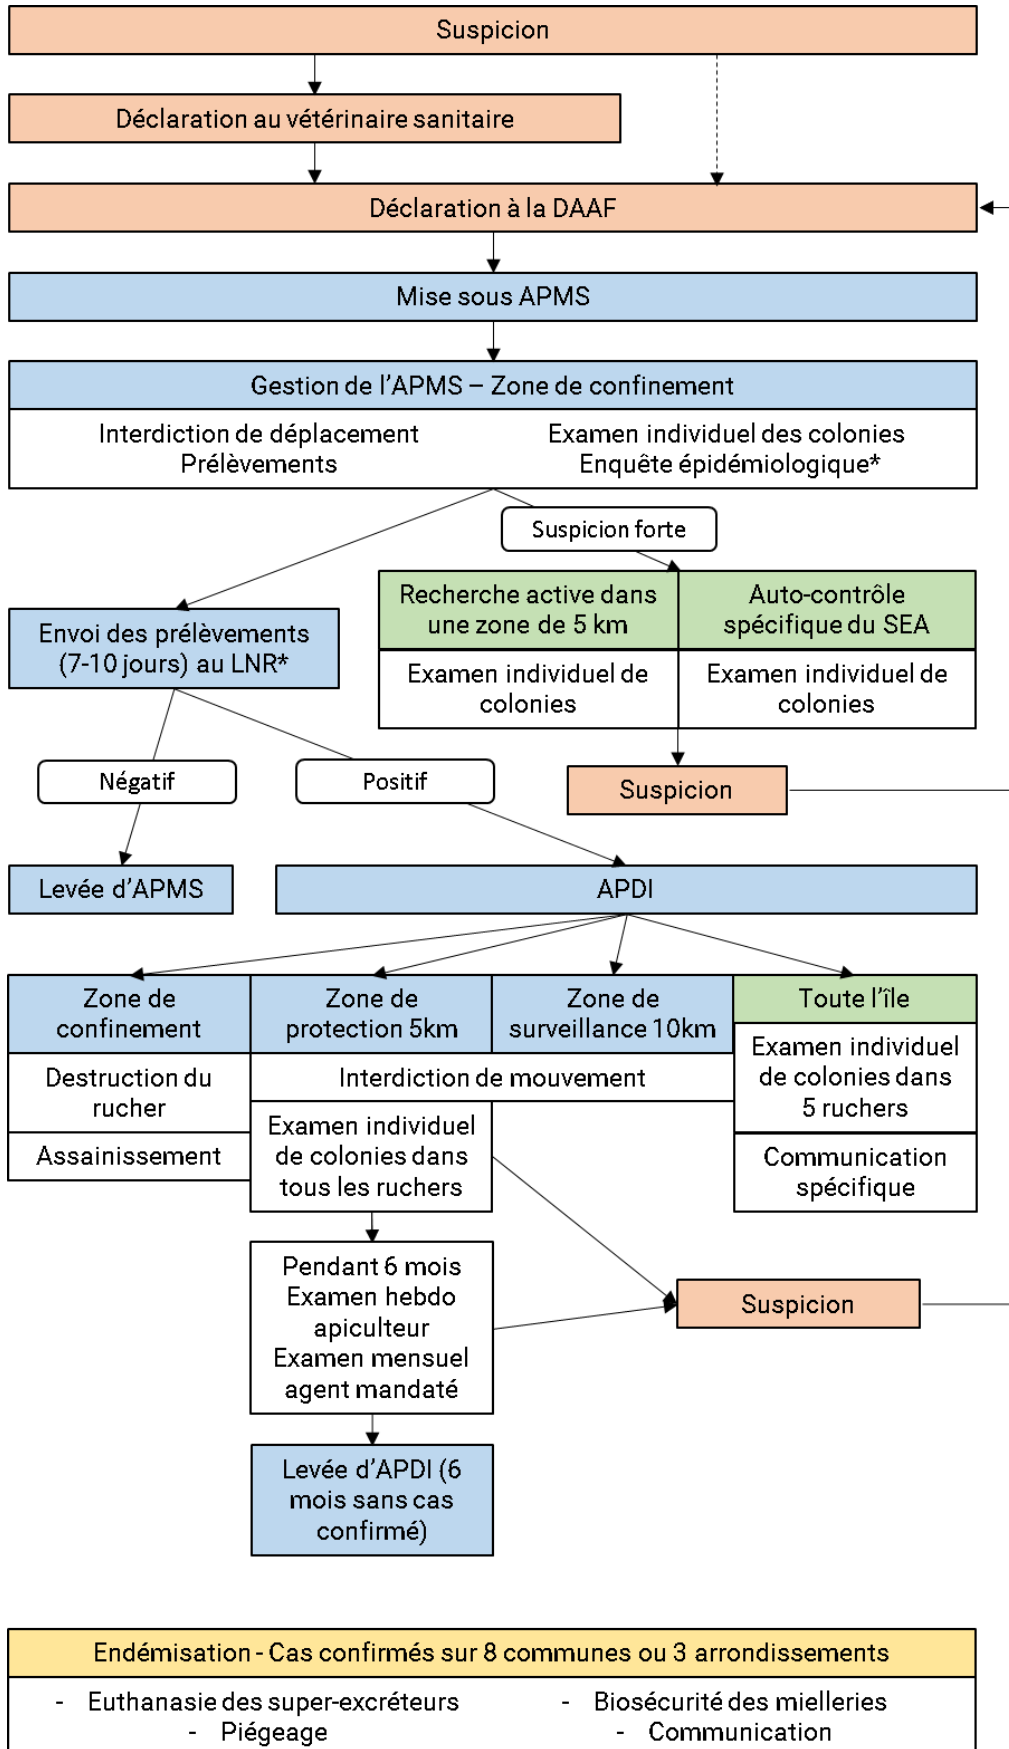 Suspicion
Déclaration au vétérinaire sanitaire
Déclaration à la DAAF
Mise sous APMS
Gestion de l'APMS – Zone de confinement
Interdiction de déplacement
Prélèvements
Examen individuel des colonies
Enquête épidémiologique*
Suspicion forte
Recherche active dans
une zone de 5 km
Examen individuel de
colonies
Auto-contrôle
spécifique du SEA
Examen individuel de
colonies
Envoi des prélèvements
(7-10 jours) au LNR*
Négatif
Positif
Suspicion
Levée d'APMS
APDI
Zone de
confinement
Destruction du
rucher
Assainissement
Zone de
protection 5km
Zone de
surveillance 10km
Interdiction de mouvement
Examen individuel
de colonies dans
tous les ruchers
Toute l'île
Examen individuel
de colonies dans
5 ruchers
Communication
spécifique
Pendant 6 mois
Examen hebdo
apiculteur
Examen mensuel
agent mandaté
Suspicion
Levée d'APDI (6
mois sans cas
confirmé)
Endémisation - Cas confirmés sur 8 communes ou 3 arrondissements
- Euthanasie des super-excréteurs
- Piégeage
- Biosécurité des mielleries
- Communication